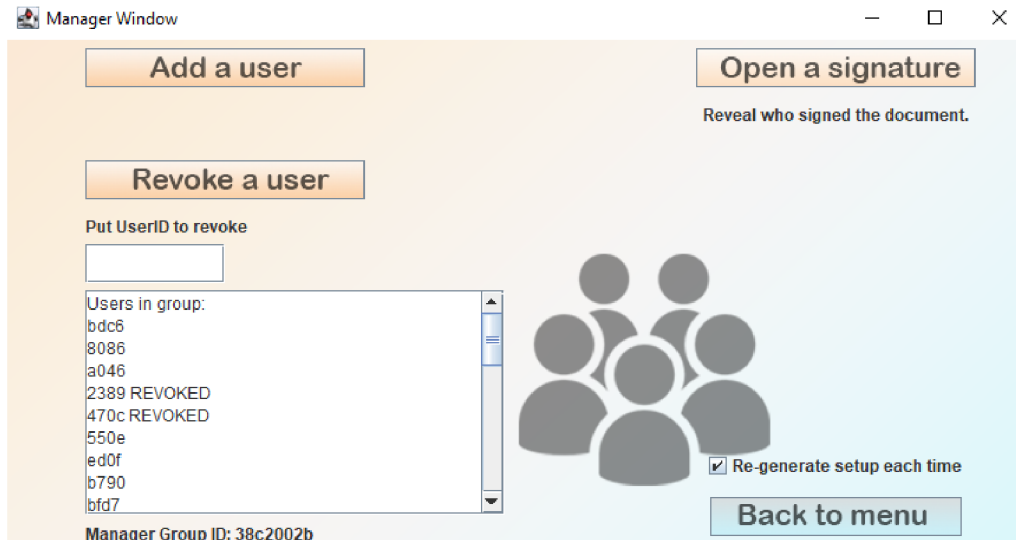 Manager Window
Add a user
Open a signature
Reveal who signed the document.
Revoke a user
Put UserID to revoke
Users in group:
bdc6
8086
a046
2389 REVOKED
470c REVOKED
550e
ed0f
b790
bfd7
Re-generate setup each time
Back to menu
Manager Group ID: 38c2002b